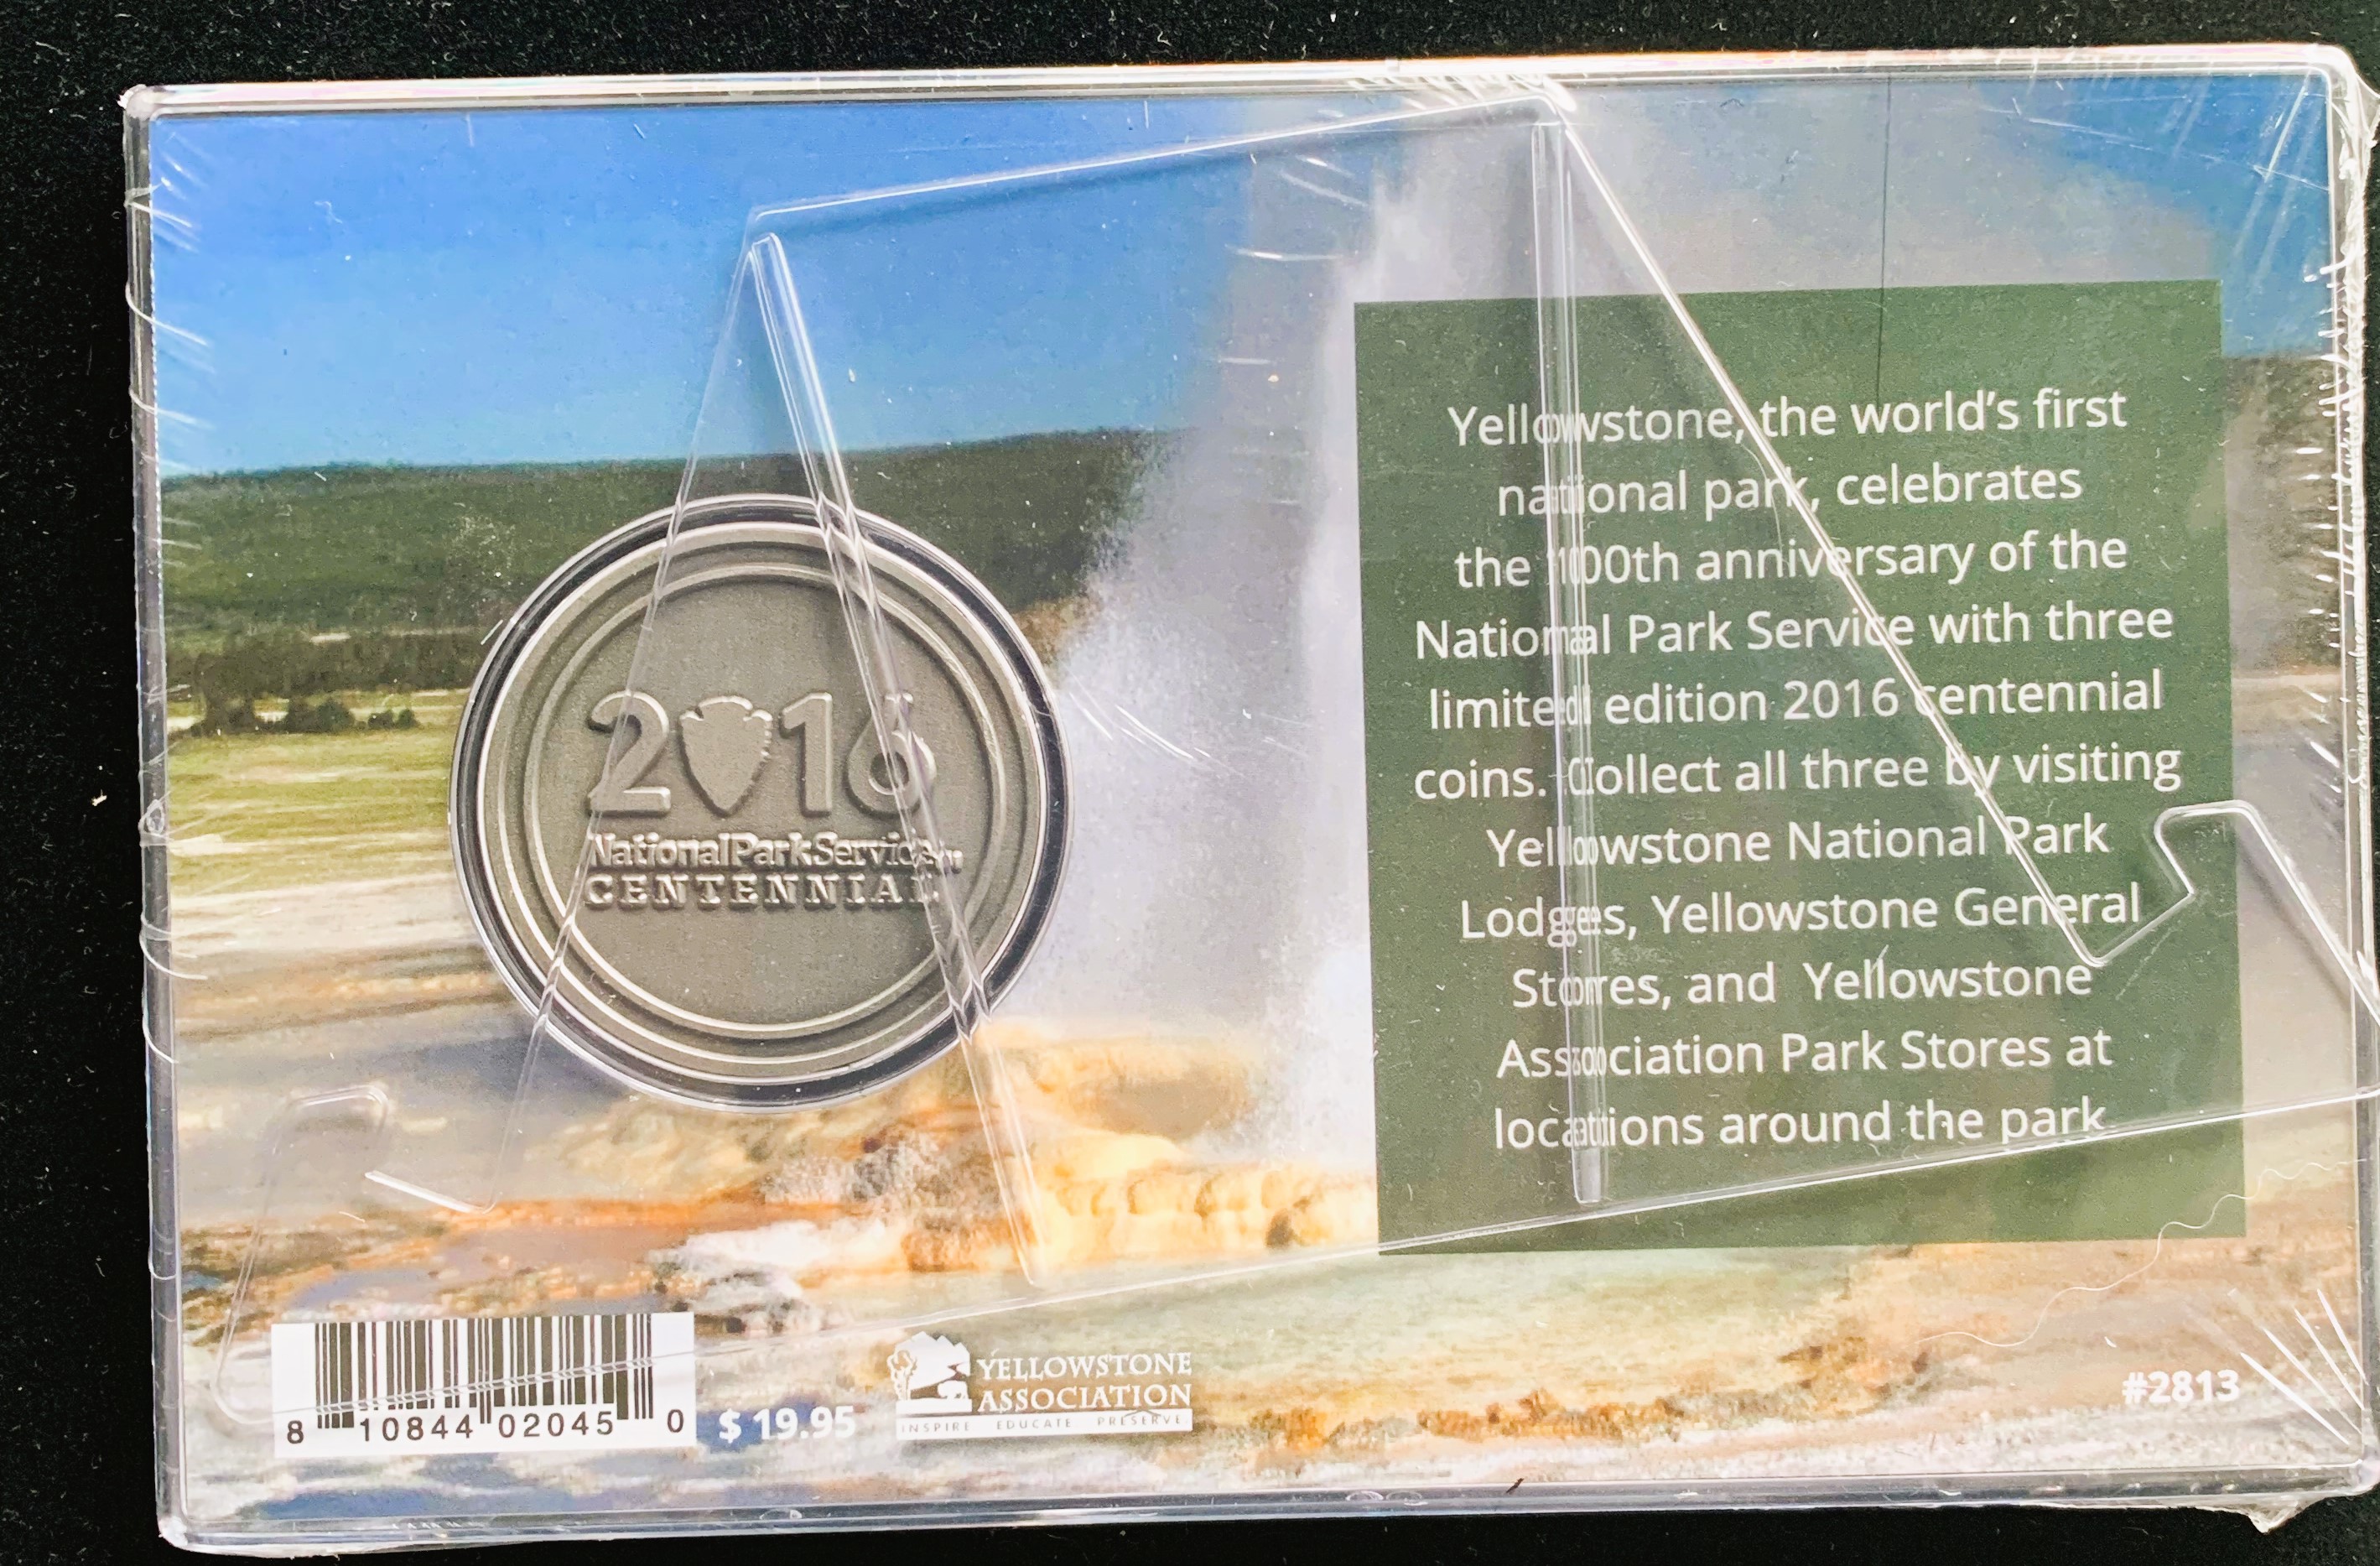 2016
National Park Service™
CENTENNIAL
Yellowstone, the world's first
national park, celebrates
the 100th anniversary of the
National Park Service with three
limited edition 2016 centennial
coins. Collect all three by visiting
Yellowstone National Park
Lodges, Yellowstone General
Stores, and Yellowstone
Association Park Stores at
locations around the park.
8 10844 02045 0
$ 19.95
YELLOWSTONE
ASSOCIATION
INSPIRE EDUCATE PRESERVE
#2813